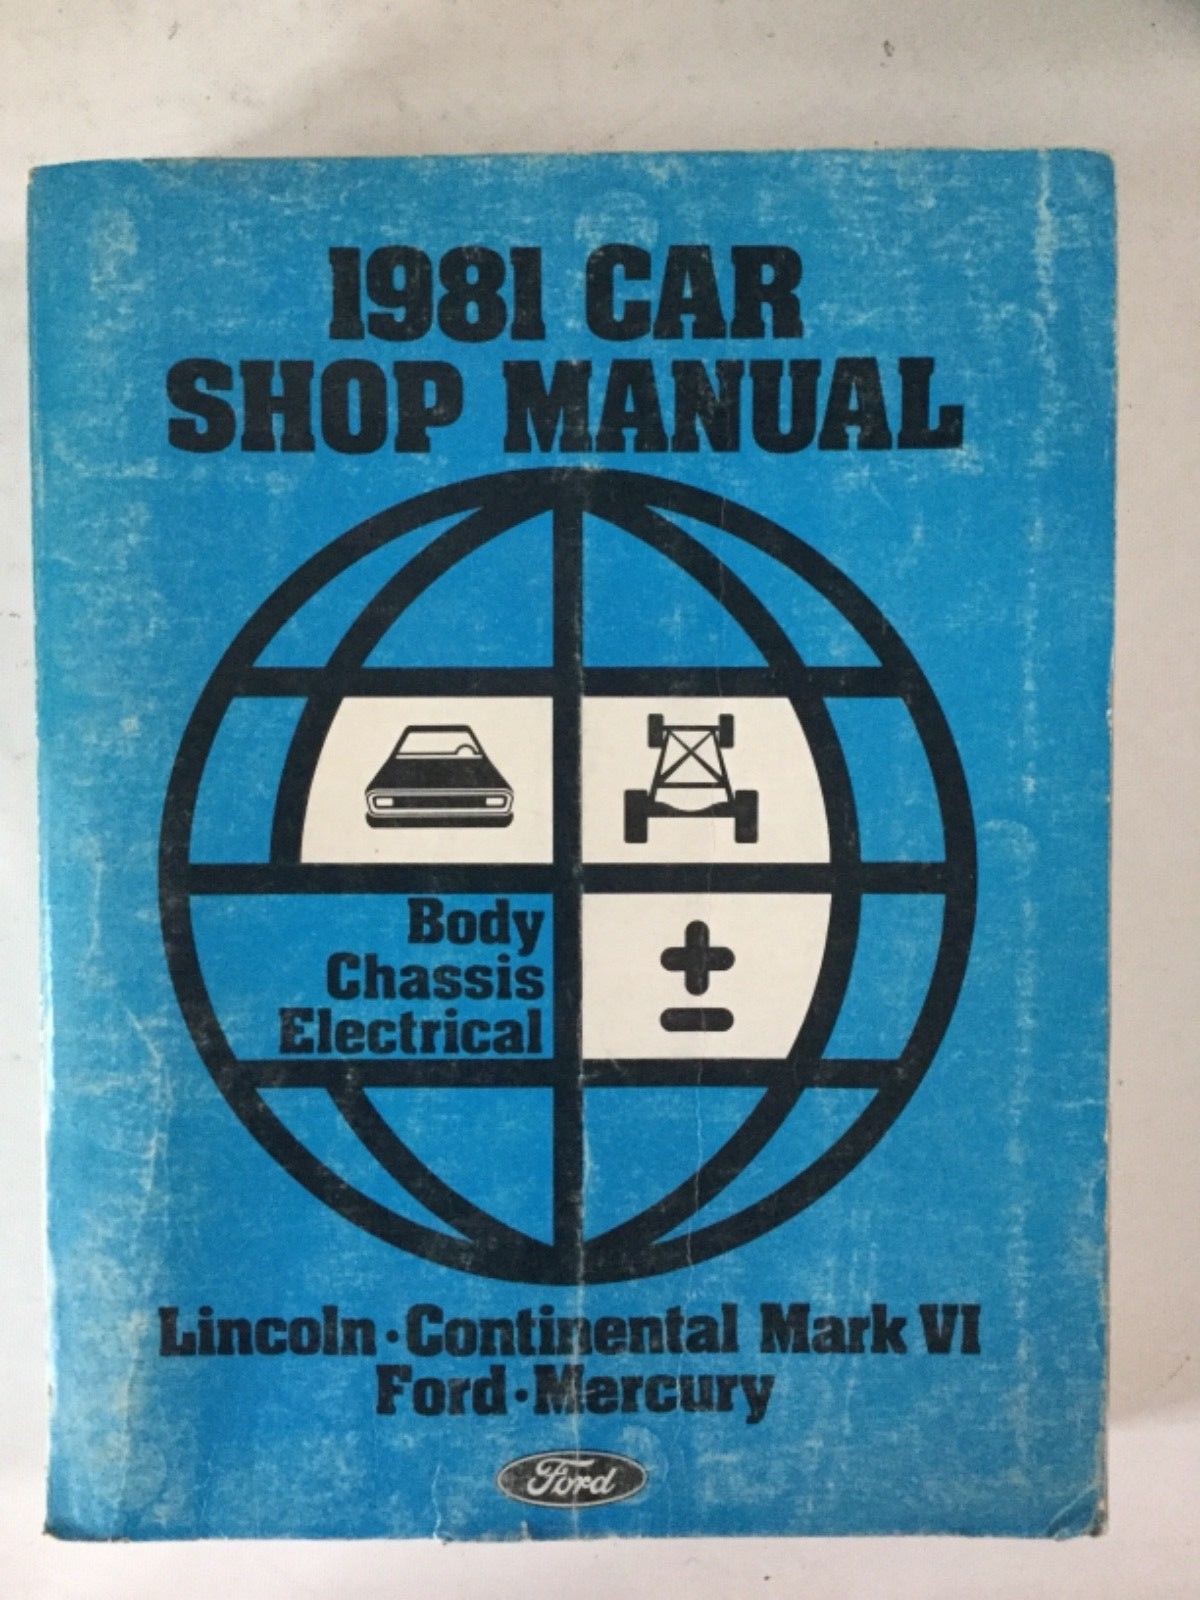 1981 CAR
SHOP MANUAL
Body
Chassis
Electrical
Lincoln · Continental Mark VI
Ford · Mercury
Ford